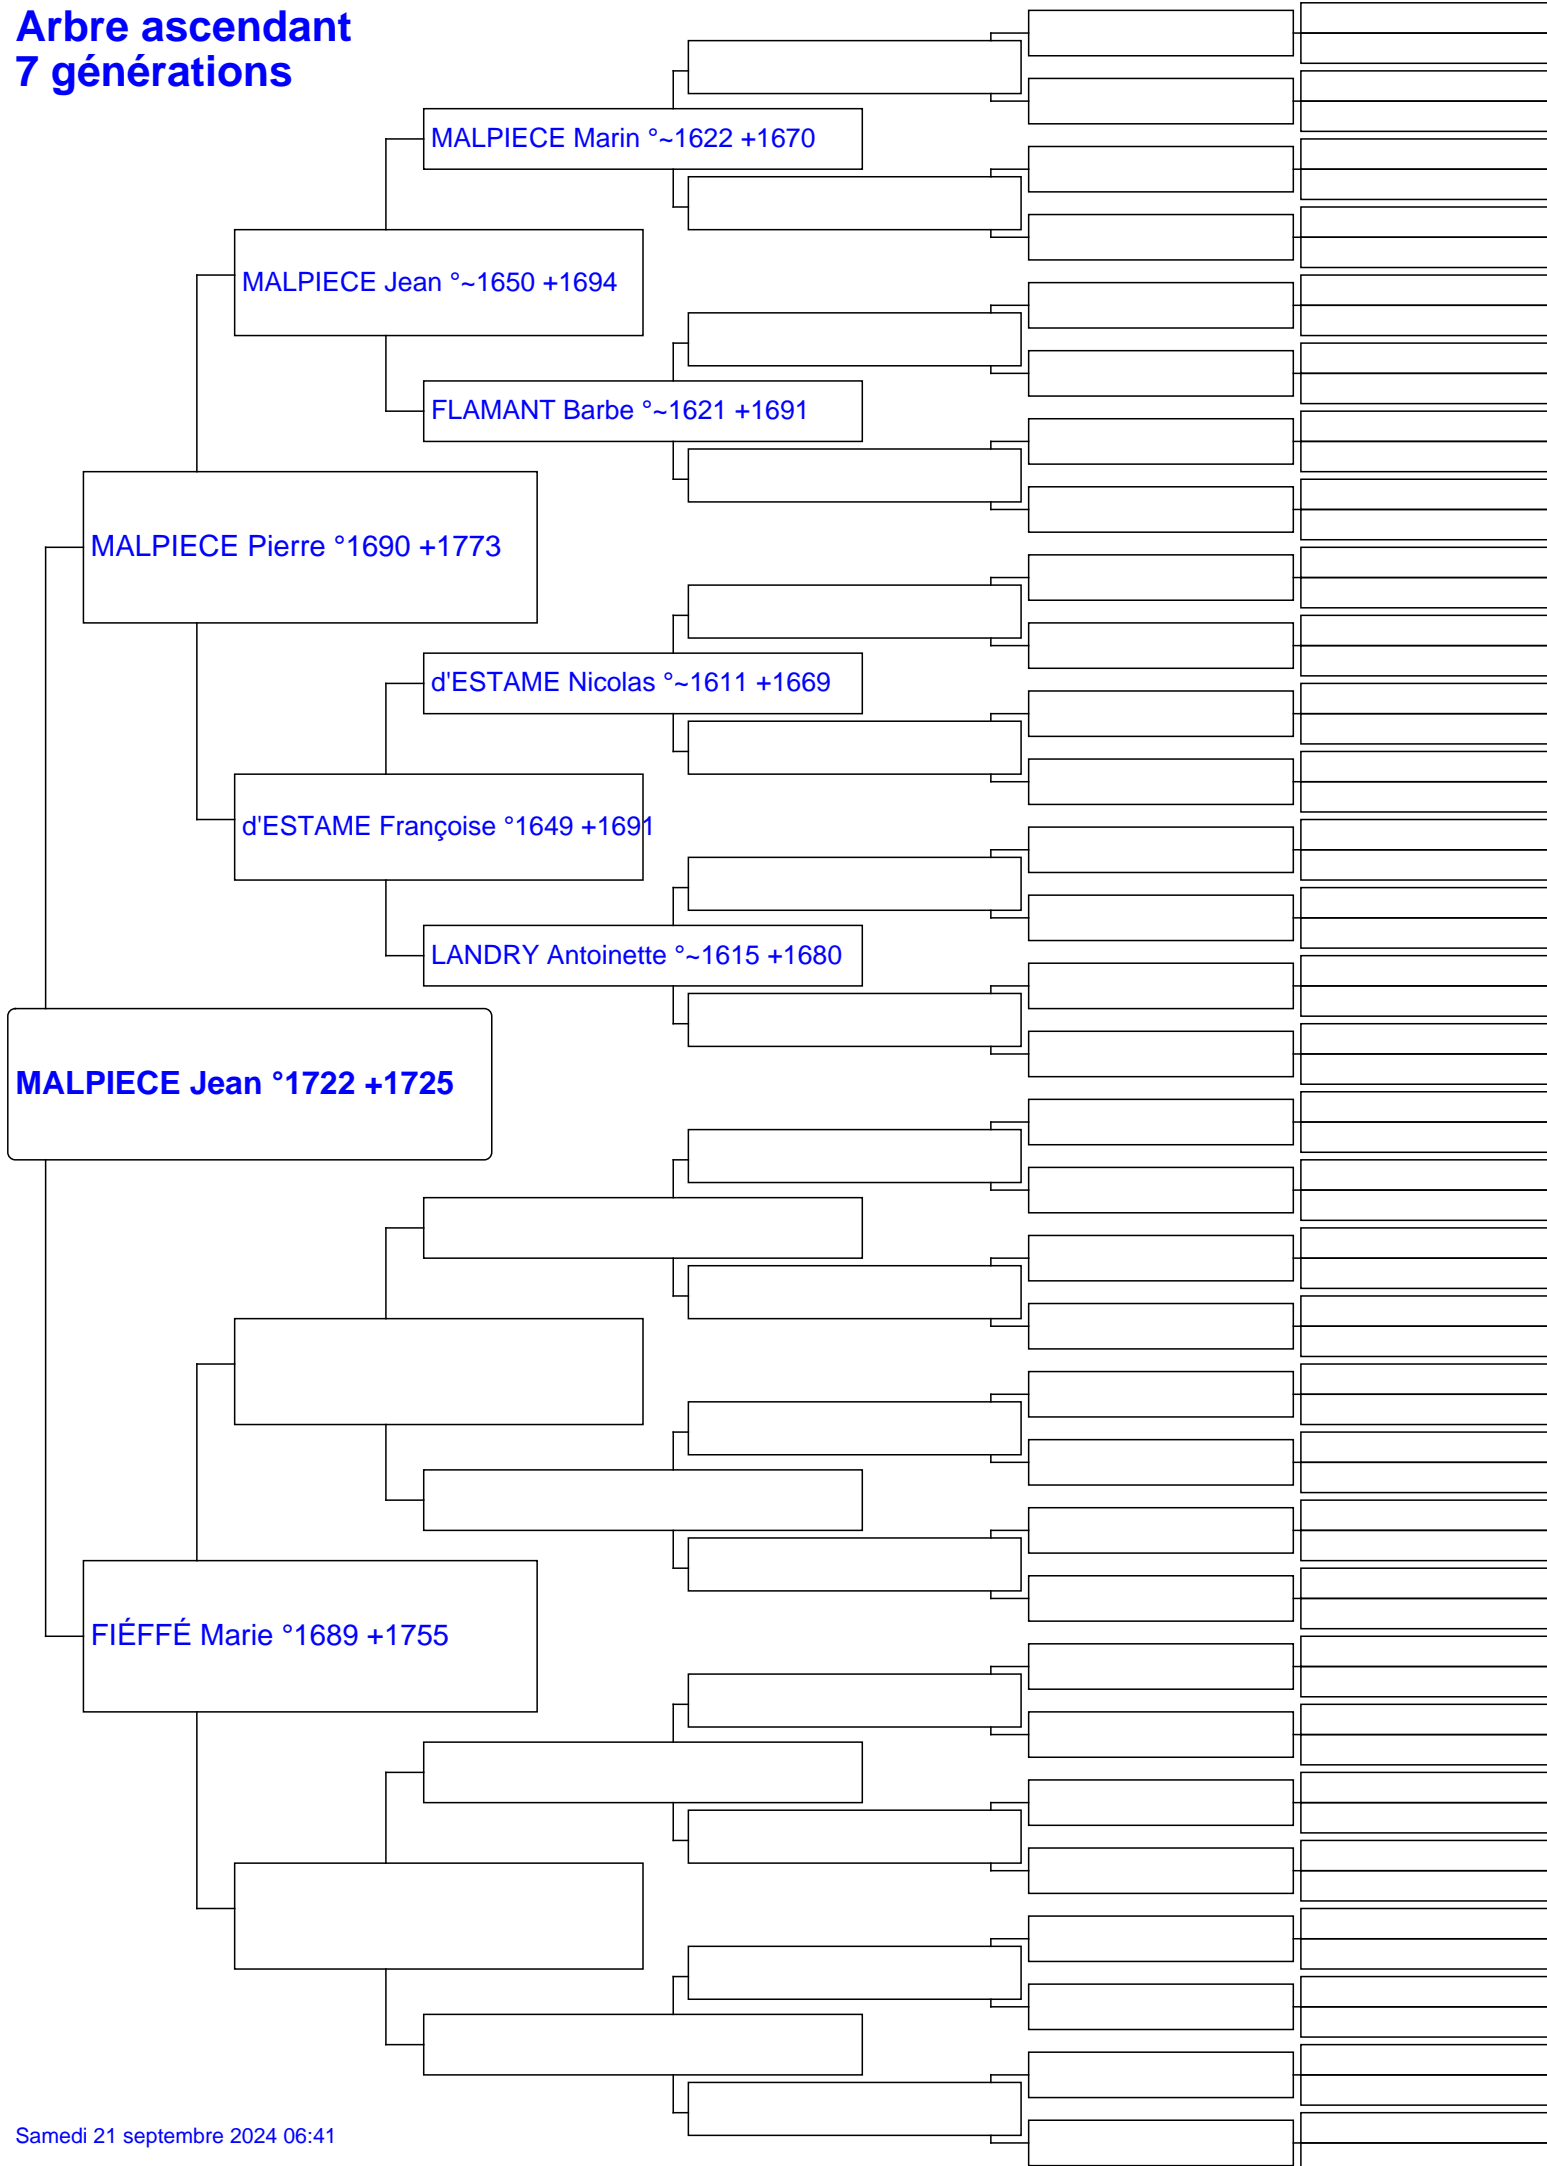 Arbre ascendant
7 générations
MALPIECE Marin °~1622 +1670
MALPIECE Jean °~1650 +1694
FLAMANT Barbe °~1621 +1691
MALPIECE Pierre °1690 +1773
d'ESTAME Nicolas °~1611 +1669
d'ESTAME Françoise °1649 +1691
LANDRY Antoinette °~1615 +1680
MALPIECE Jean °1722 +1725
FIÉFFÉ Marie °1689 +1755
Samedi 21 septembre 2024 06:41